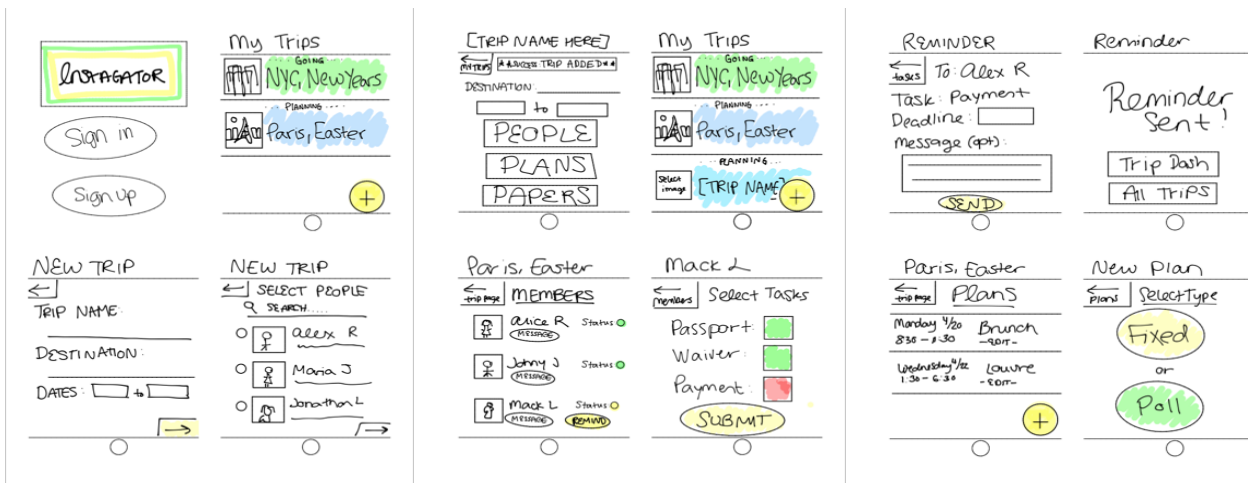 INSTAGATOR
Sign in
Sign up
My Trips
GOING
NYC, New Years
PLANNING
Paris, Easter
+
NEW TRIP
TRIP NAME:
DESTINATION:
DATES: to
NEW TRIP
SELECT PEOPLE
SEARCH.....
Alex R
Maria J
Jonathon L
[TRIP NAME HERE]
MYTRIPS
**SUCCESS TRIP ADDED**
DESTINATION:
to
PEOPLE
PLANS
PAPERS
My Trips
GOING
NYC, New Years
PLANNING
Paris, Easter
PLANNING
Select image
[TRIP NAME]
+
Paris, Easter
trip page
MEMBERS
Alice R Status
MESSAGE
Johny J Status
MESSAGE
Mack L Status
MESSAGE REMIND
Mack L
members
Select Tasks
Passport:
Waiver:
Payment:
SUBMIT
REMINDER
tasks
To: Alex R
Task: Payment
Deadline:
Message (opt):
SEND
Reminder
Reminder
Sent!
Trip Dash
All Trips
Paris, Easter
trip page
Plans
Monday 4/20 Brunch
8:30 - 1:30 -EDIT-
Wednesday 4/22 Louvre
1:30 - 6:30 -EDIT-
+
New Plan
Plans
Select Type
Fixed
or
Poll